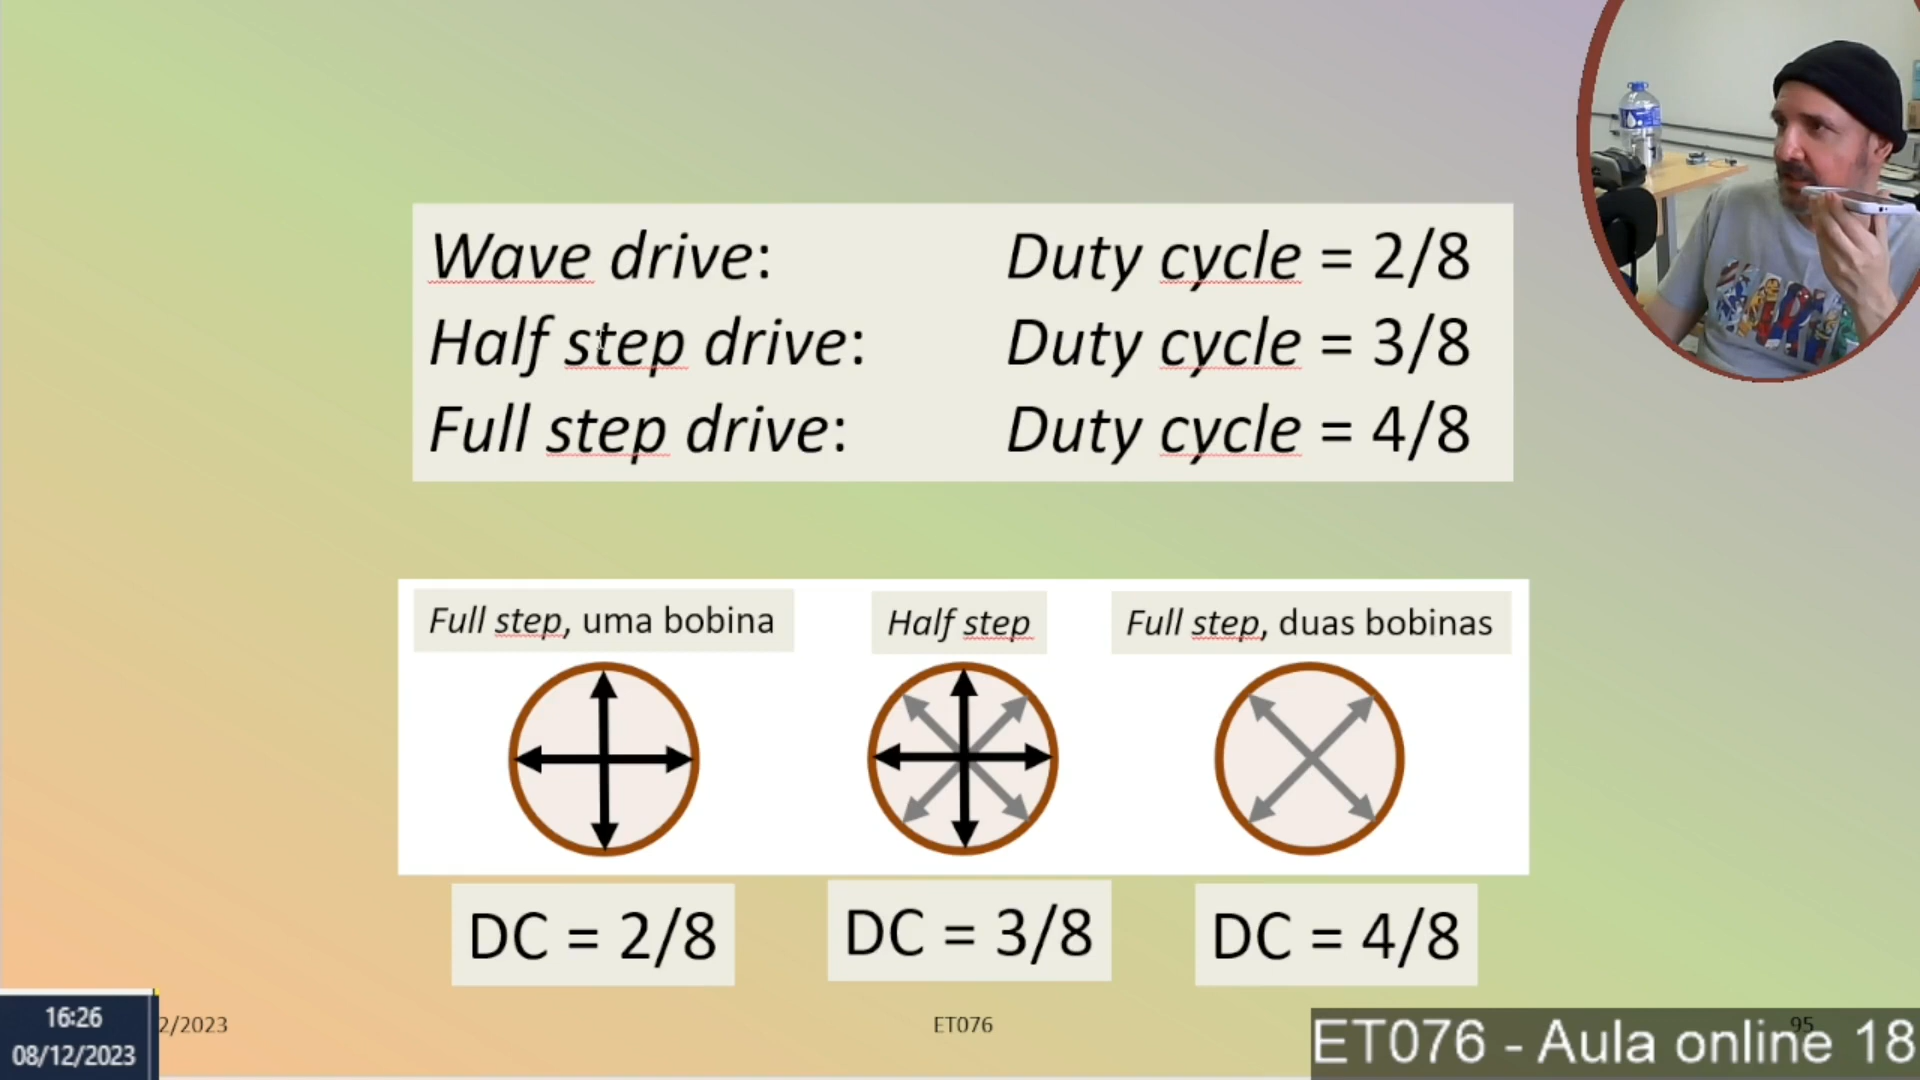 Wave drive: Duty cycle = 2/8
Half step drive: Duty cycle = 3/8
Full step drive: Duty cycle = 4/8
Full step, uma bobina
Half step
Full step, duas bobinas
DC = 2/8
DC = 3/8
DC = 4/8
16:26
08/12/2023
2/2023
ET076
95
ET076 - Aula online 18